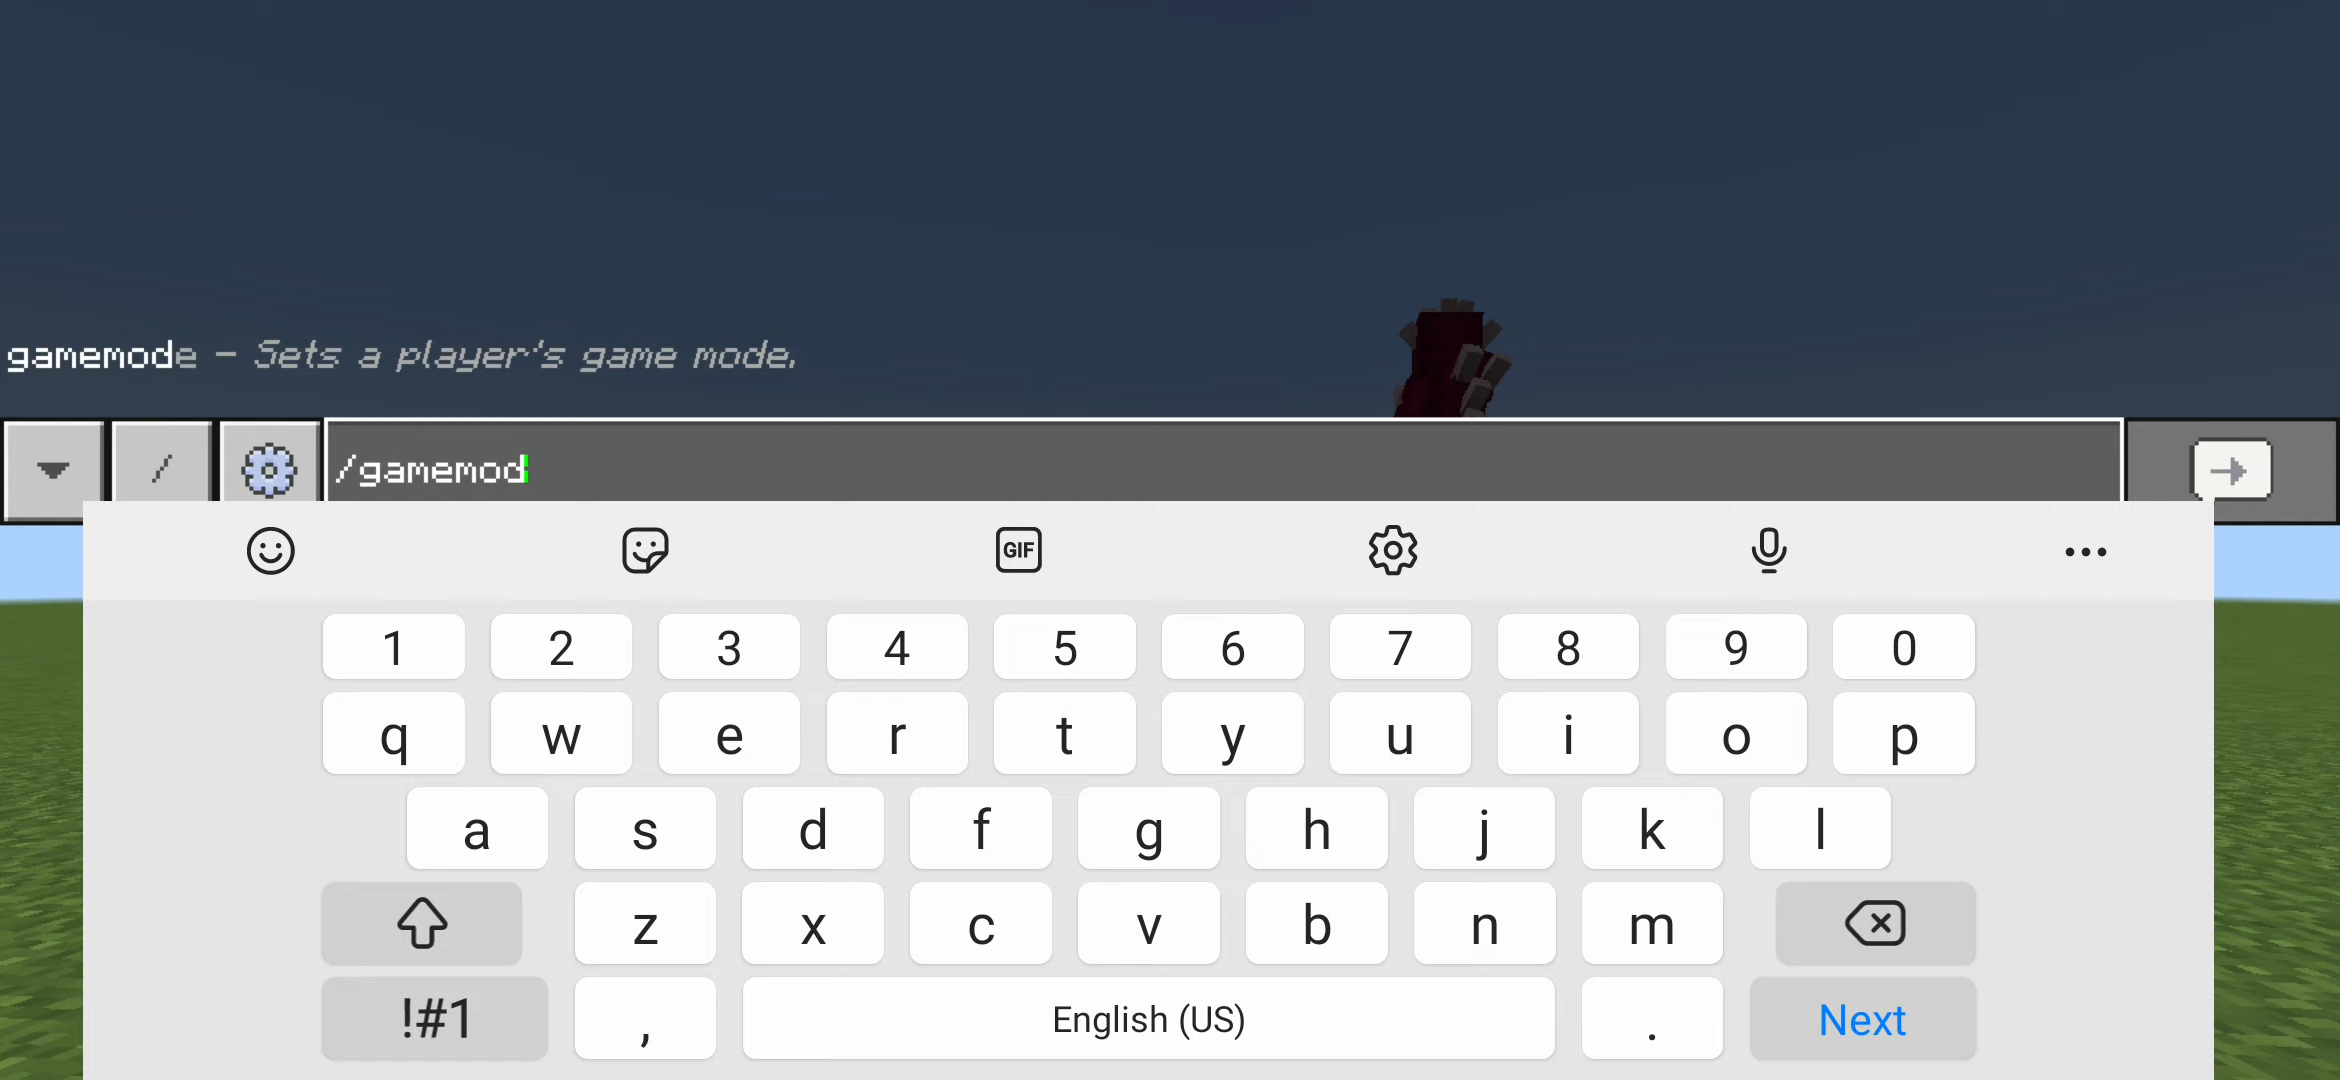 gamemode - Sets a player's game mode.
/ /gamemod
GIF
1 2 3 4 5 6 7 8 9 0
q w e r t y u i o p
a s d f g h j k l
z x c v b n m
!#1 , English (US) . Next